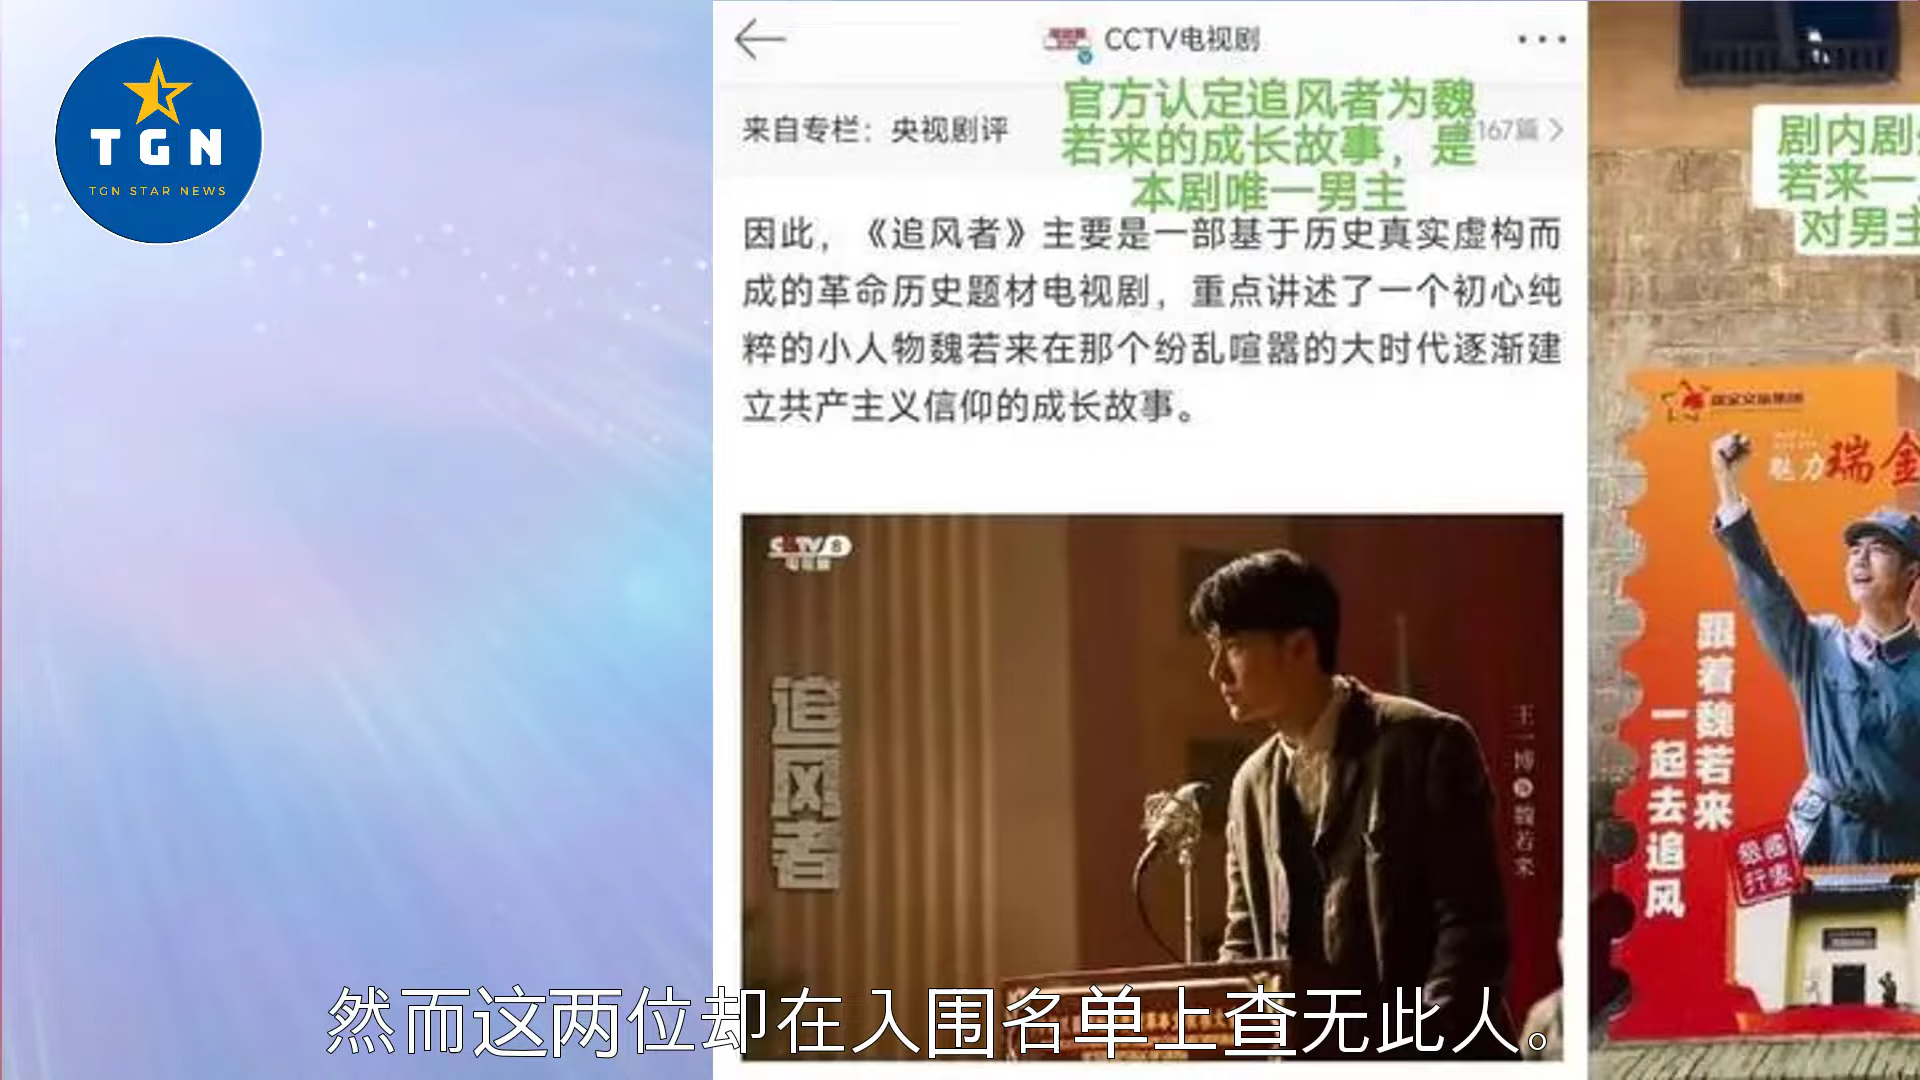 TGN
TGN STAR NEWS
CCTV电视剧
来自专栏：央视剧评
167篇
官方认定追风者为魏
若来的成长故事，是
本剧唯一男主
因此，《追风者》主要是一部基于历史真实虚构而
成的革命历史题材电视剧，重点讲述了一个初心纯
粹的小人物魏若来在那个纷乱喧嚣的大时代逐渐建
立共产主义信仰的成长故事。
CCTV 8
电视剧
追风者
王一博
魏若来
剧内剧
若来一
对男主
魅力瑞金
跟着魏若来
一起去追风
然而这两位却在入围名单上查无此人。